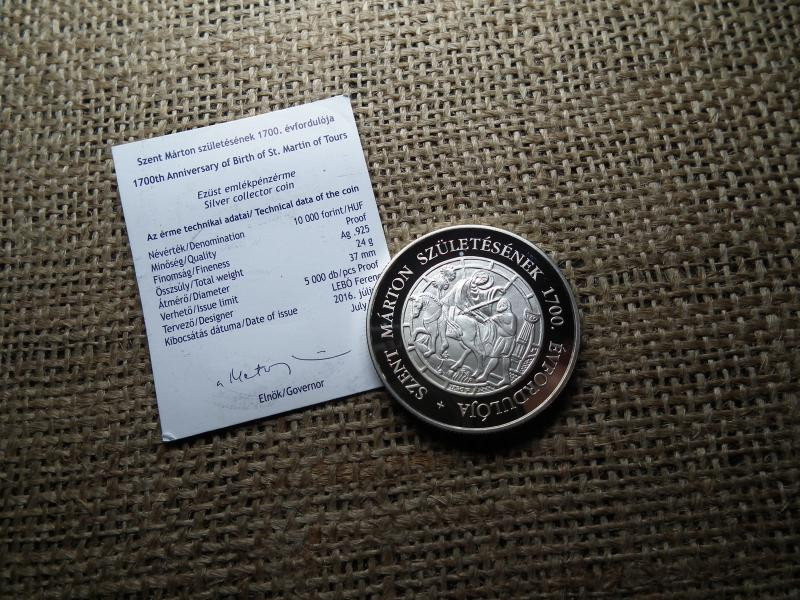 Szent Márton születésének 1700. évfordulója
1700th Anniversary of Birth of St. Martin of Tours
Ezüst emlékpénzérme
Silver collector coin
Az érme technikai adatai/ Technical data of the coin
Névérték/Denomination 10 000 forint/HUF
Minőség/Quality Proof
Finomság/Fineness Ag .925
Összsúly/Total weight 24 g
Átmérő/Diameter 37 mm
Verhető/Issue limit 5 000 db/pcs Proof
Tervező/Designer LEBÓ Ferenc
Kibocsátás dátuma/Date of issue 2016. július
July
Elnök/Governor
SZENT MÁRTON SZÜLETÉSÉNEK 1700. ÉVFORDULÓJA +